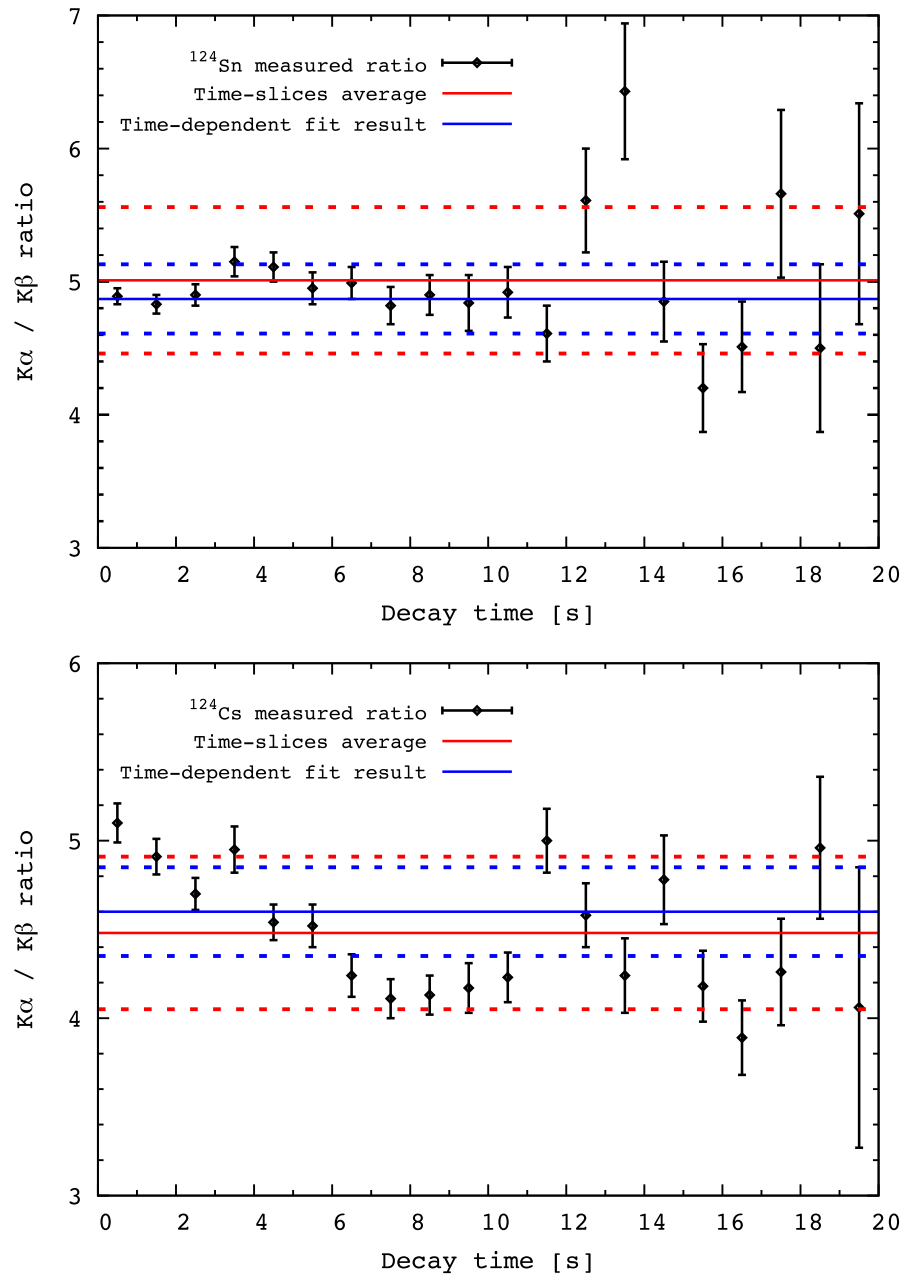 7
6
5
4
3
Kα / Kβ ratio
¹²⁴Sn measured ratio
Time-slices average
Time-dependent fit result
0 2 4 6 8 10 12 14 16 18 20
Decay time [s]
6
5
4
3
Kα / Kβ ratio
¹²⁴Cs measured ratio
Time-slices average
Time-dependent fit result
0 2 4 6 8 10 12 14 16 18 20
Decay time [s]